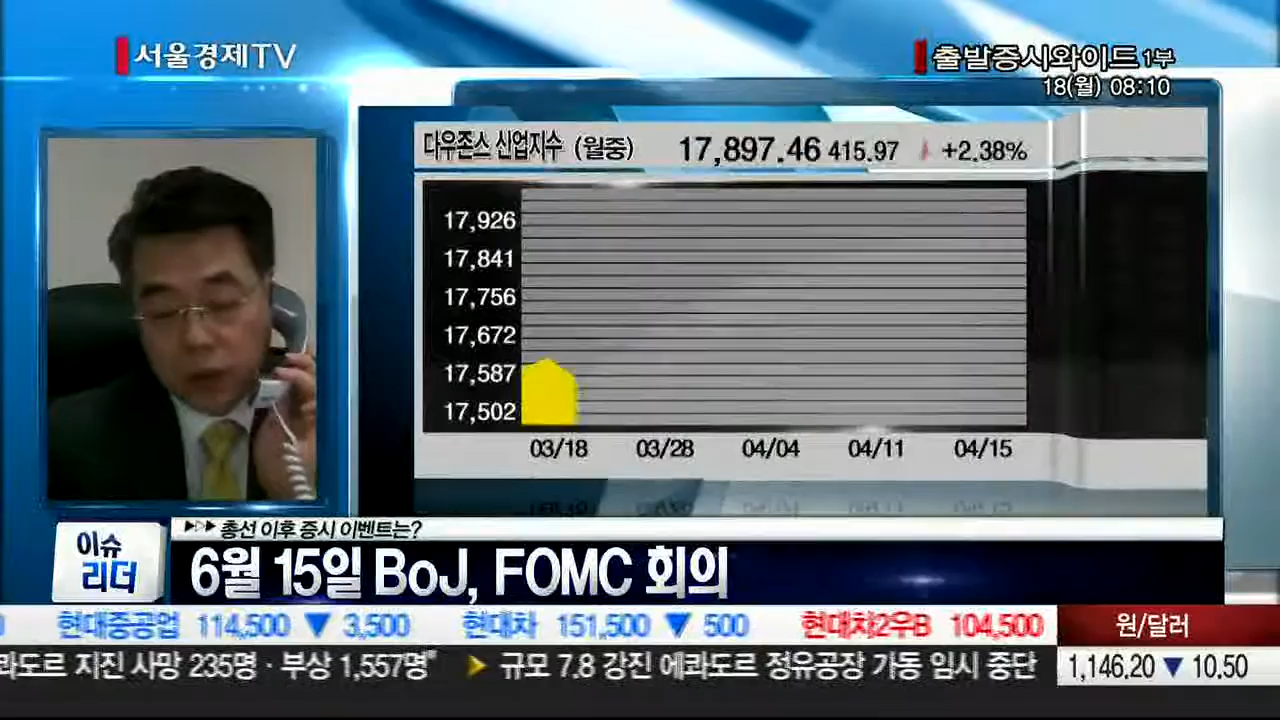 서울경제TV
출발증시와이드 1부
18(월) 08:10
다우존스 산업지수 (월중) 17,897.46 415.97 +2.38%
17,926
17,841
17,756
17,672
17,587
17,502
03/18 03/28 04/04 04/11 04/15
이슈
리더
총선 이후 증시 이벤트는?
6월 15일 BoJ, FOMC 회의
현대중공업 114,500 ▼ 3,500 현대차 151,500 ▼ 500 현대차2우B 104,500
원/달러
콰도르 지진 사망 235명·부상 1,557명" 규모 7.8 강진 에콰도르 정유공장 가동 임시 중단
1,146.20 ▼ 10.50